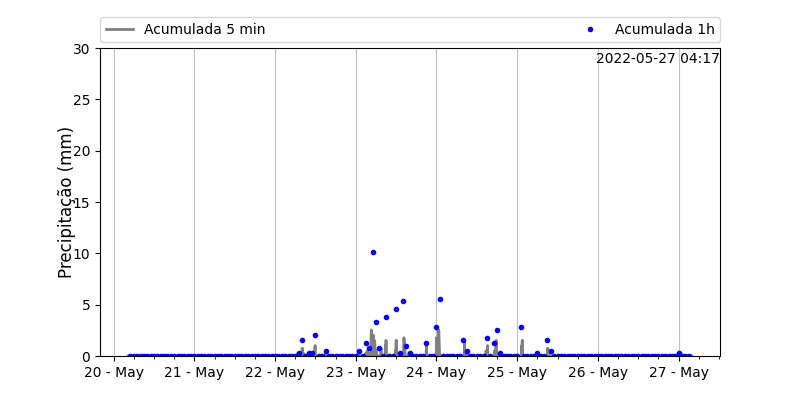 Acumulada 5 min
Acumulada 1h
2022-05-27 04:17
Precipitação (mm)
30
25
20
15
10
5
0
20 - May 21 - May 22 - May 23 - May 24 - May 25 - May 26 - May 27 - May